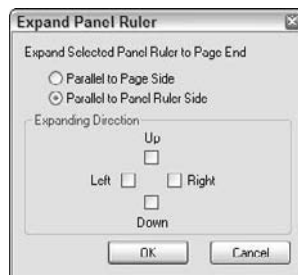 Expand Panel Ruler
Expand Selected Panel Ruler to Page End
Parallel to Page Side
Parallel to Panel Ruler Side
Expanding Direction
Up
Left Right
Down
OK Cancel